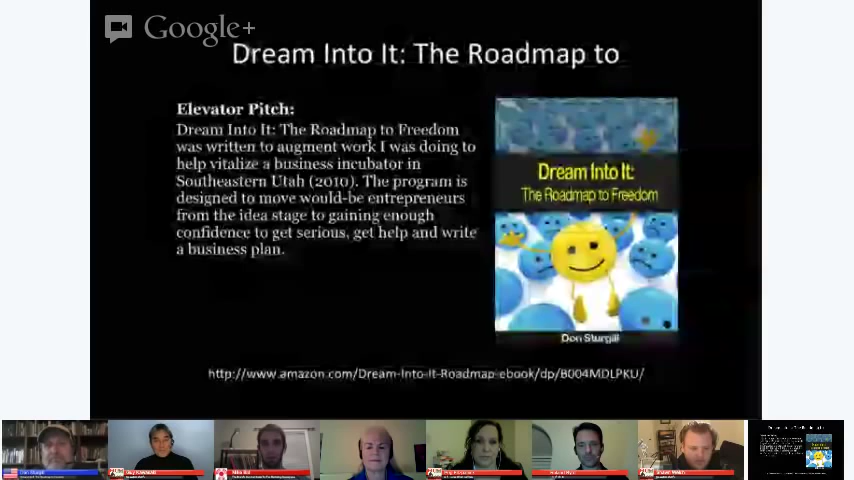 Google+
Dream Into It: The Roadmap to
Elevator Pitch:
Dream Into It: The Roadmap to Freedom
was written to augment work I was doing to
help vitalize a business incubator in
Southeastern Utah (2010). The program is
designed to move would-be entrepreneurs
from the idea stage to gaining enough
confidence to get serious, get help and write
a business plan.
Dream Into It:
The Roadmap to Freedom
Don Sturgill
http://www.amazon.com/Dream-Into-It-Roadmap-ebook/dp/B004MDLPKU/
Don Sturgill
Guy Kawasaki